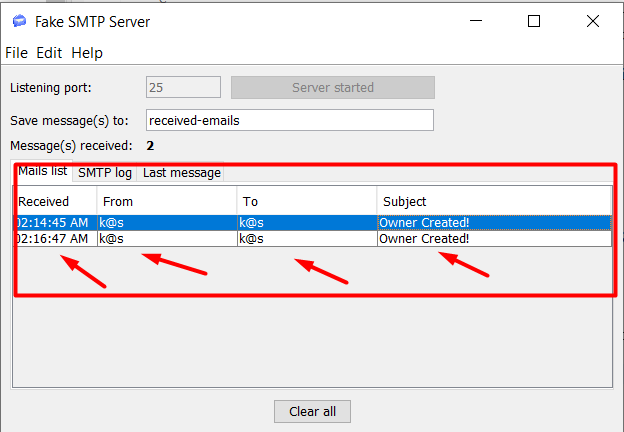 Fake SMTP Server
File Edit Help
Listening port: 25 Server started
Save message(s) to: received-emails
Message(s) received: 2
Mails list SMTP log Last message
Received From To Subject
02:14:45 AM k@s k@s Owner Created!
02:16:47 AM k@s k@s Owner Created!
Clear all